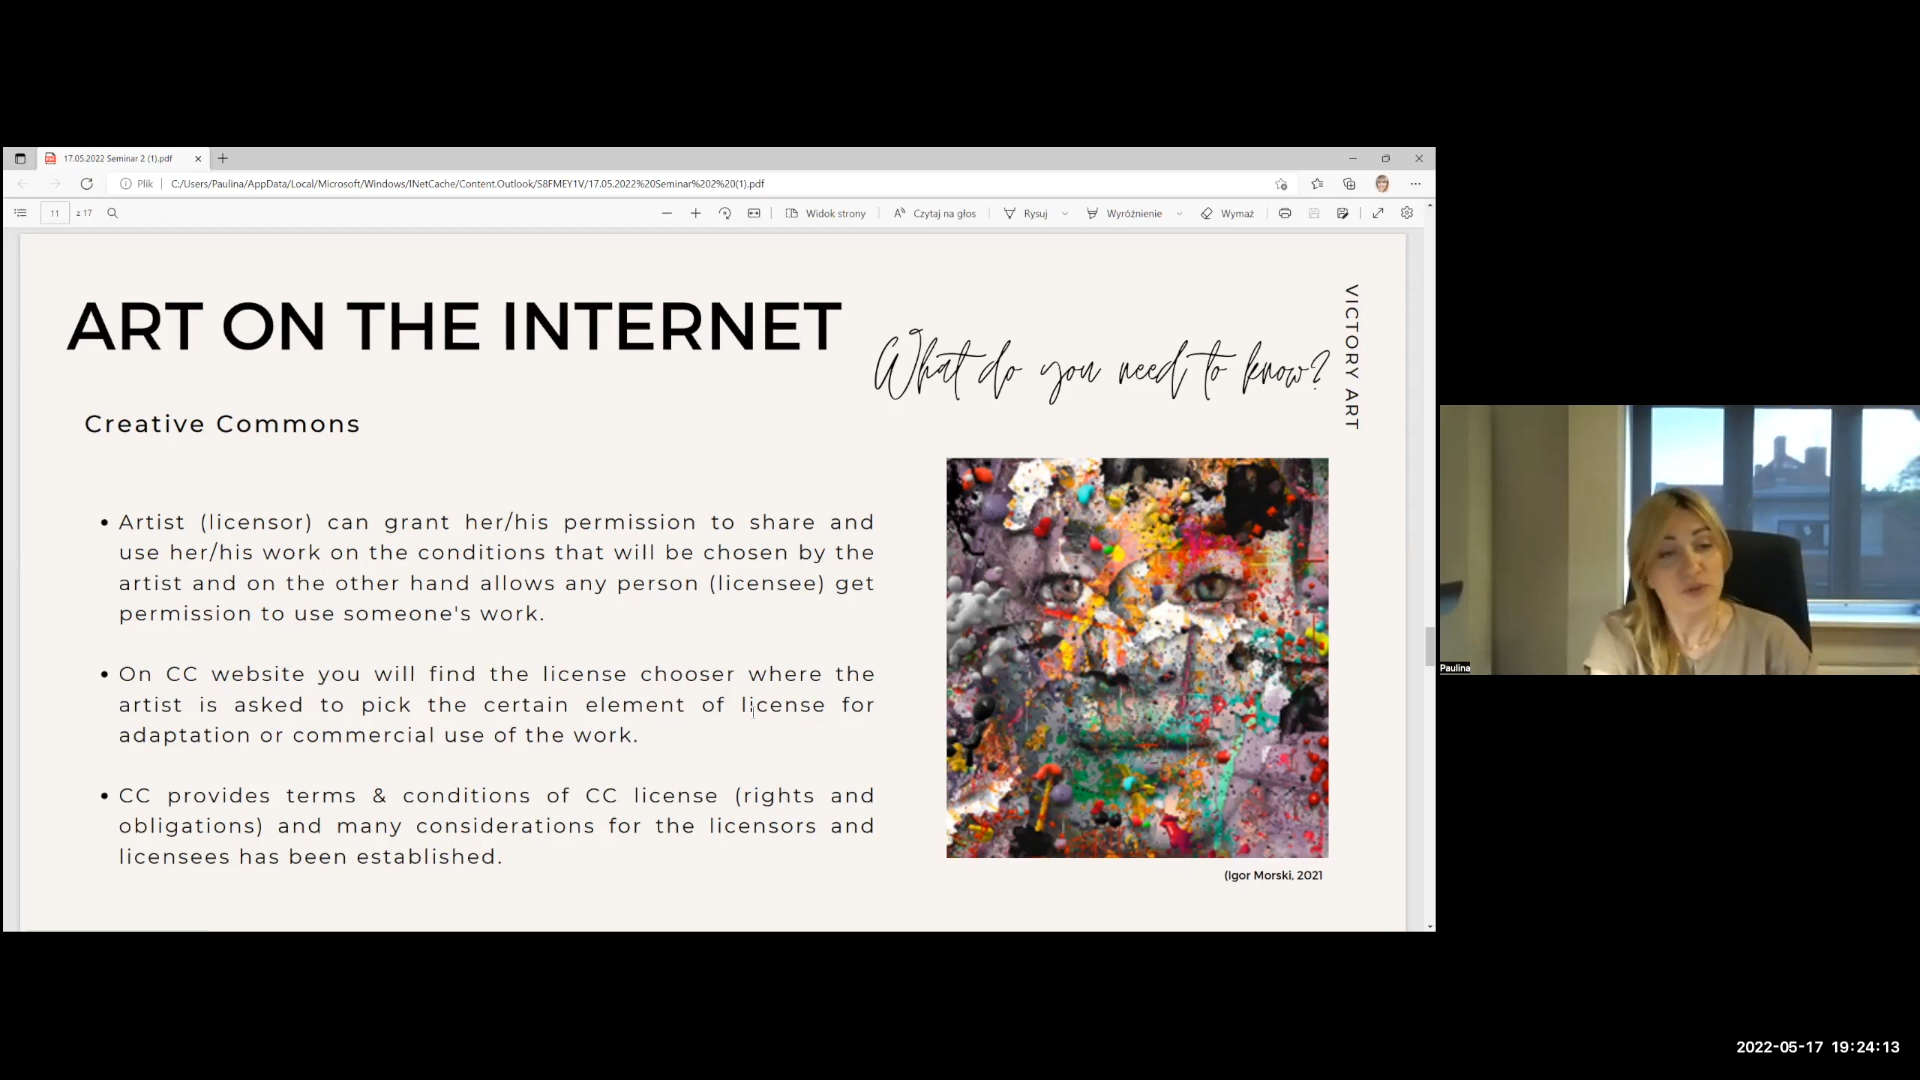 17.05.2022 Seminar 2 (1).pdf
Plik
C:/Users/Paulina/AppData/Local/Microsoft/Windows/INetCache/Content.Outlook/S8FMEY1V/17.05.2022%20Seminar%202%20(1).pdf
11 z 17
Widok strony
Czytaj na głos
Rysuj
Wyróżnienie
Wymaż
ART ON THE INTERNET
What do you need to know?
VICTORY ART
Creative Commons
• Artist (licensor) can grant her/his permission to share and
use her/his work on the conditions that will be chosen by the
artist and on the other hand allows any person (licensee) get
permission to use someone's work.
• On CC website you will find the license chooser where the
artist is asked to pick the certain element of license for
adaptation or commercial use of the work.
• CC provides terms & conditions of CC license (rights and
obligations) and many considerations for the licensors and
licensees has been established.
(Igor Morski, 2021
Paulina
2022-05-17 19:24:13